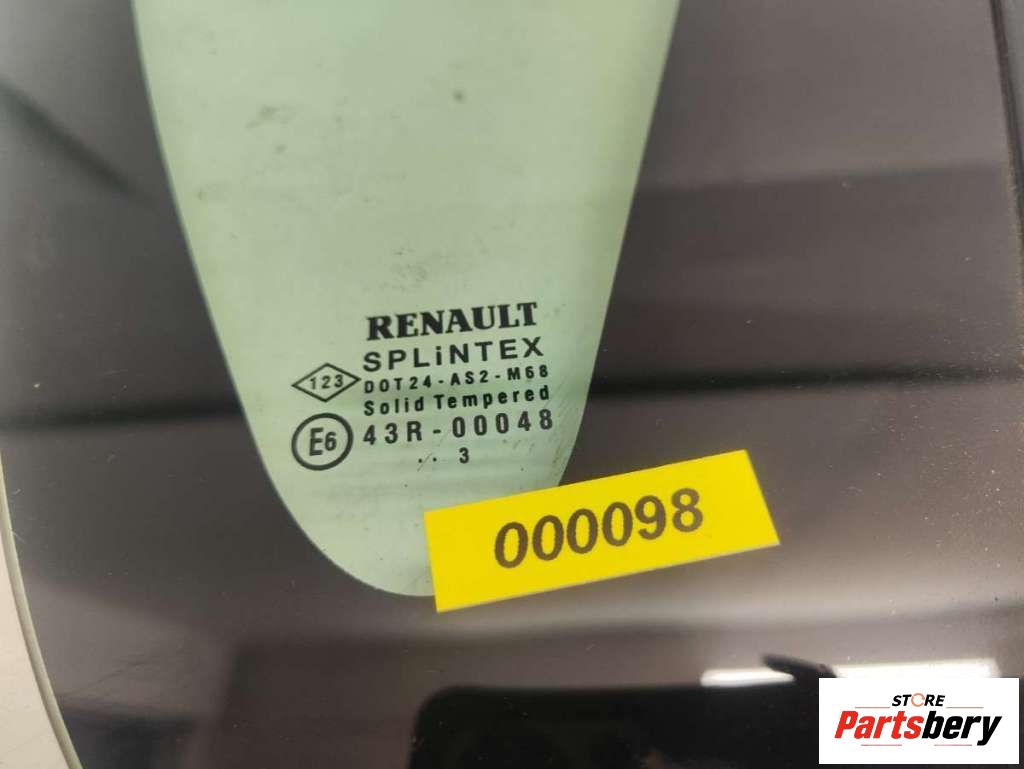 RENAULT
SPLiNTEX
123
DOT24-AS2-M68
Solid Tempered
E6
43R-00048
.. 3
000098
STORE
Partsbery